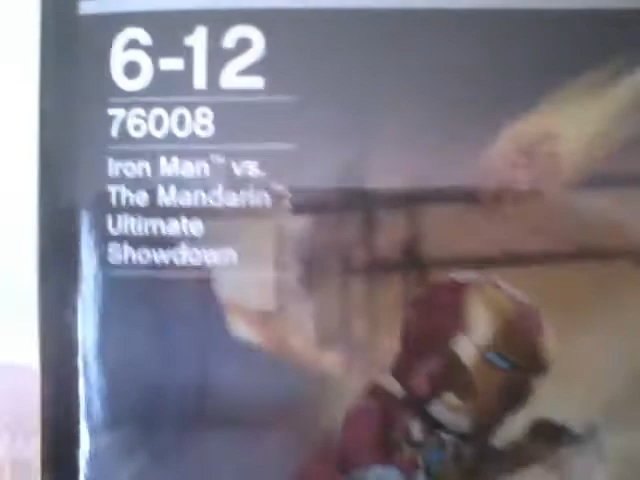 6-12
76008
Iron Man™ vs.
The Mandarin™:
Ultimate
Showdown